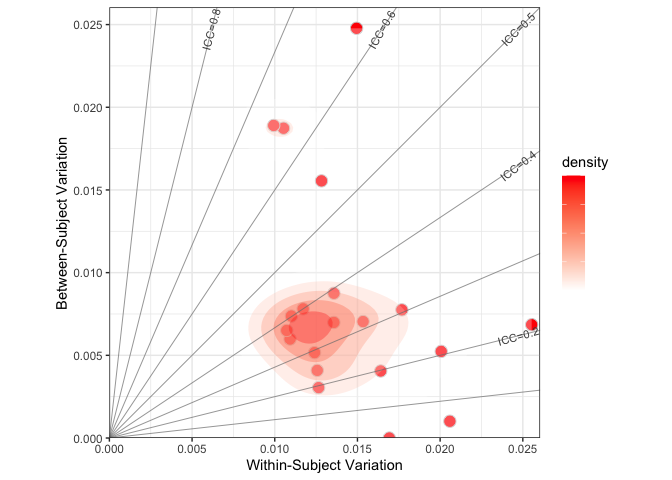 ICC=0.8
ICC=0.6
ICC=0.5
ICC=0.4
ICC=0.2
0.025
0.020
0.015
0.010
0.005
0.000
Between-Subject Variation
0.000 0.005 0.010 0.015 0.020 0.025
Within-Subject Variation
density